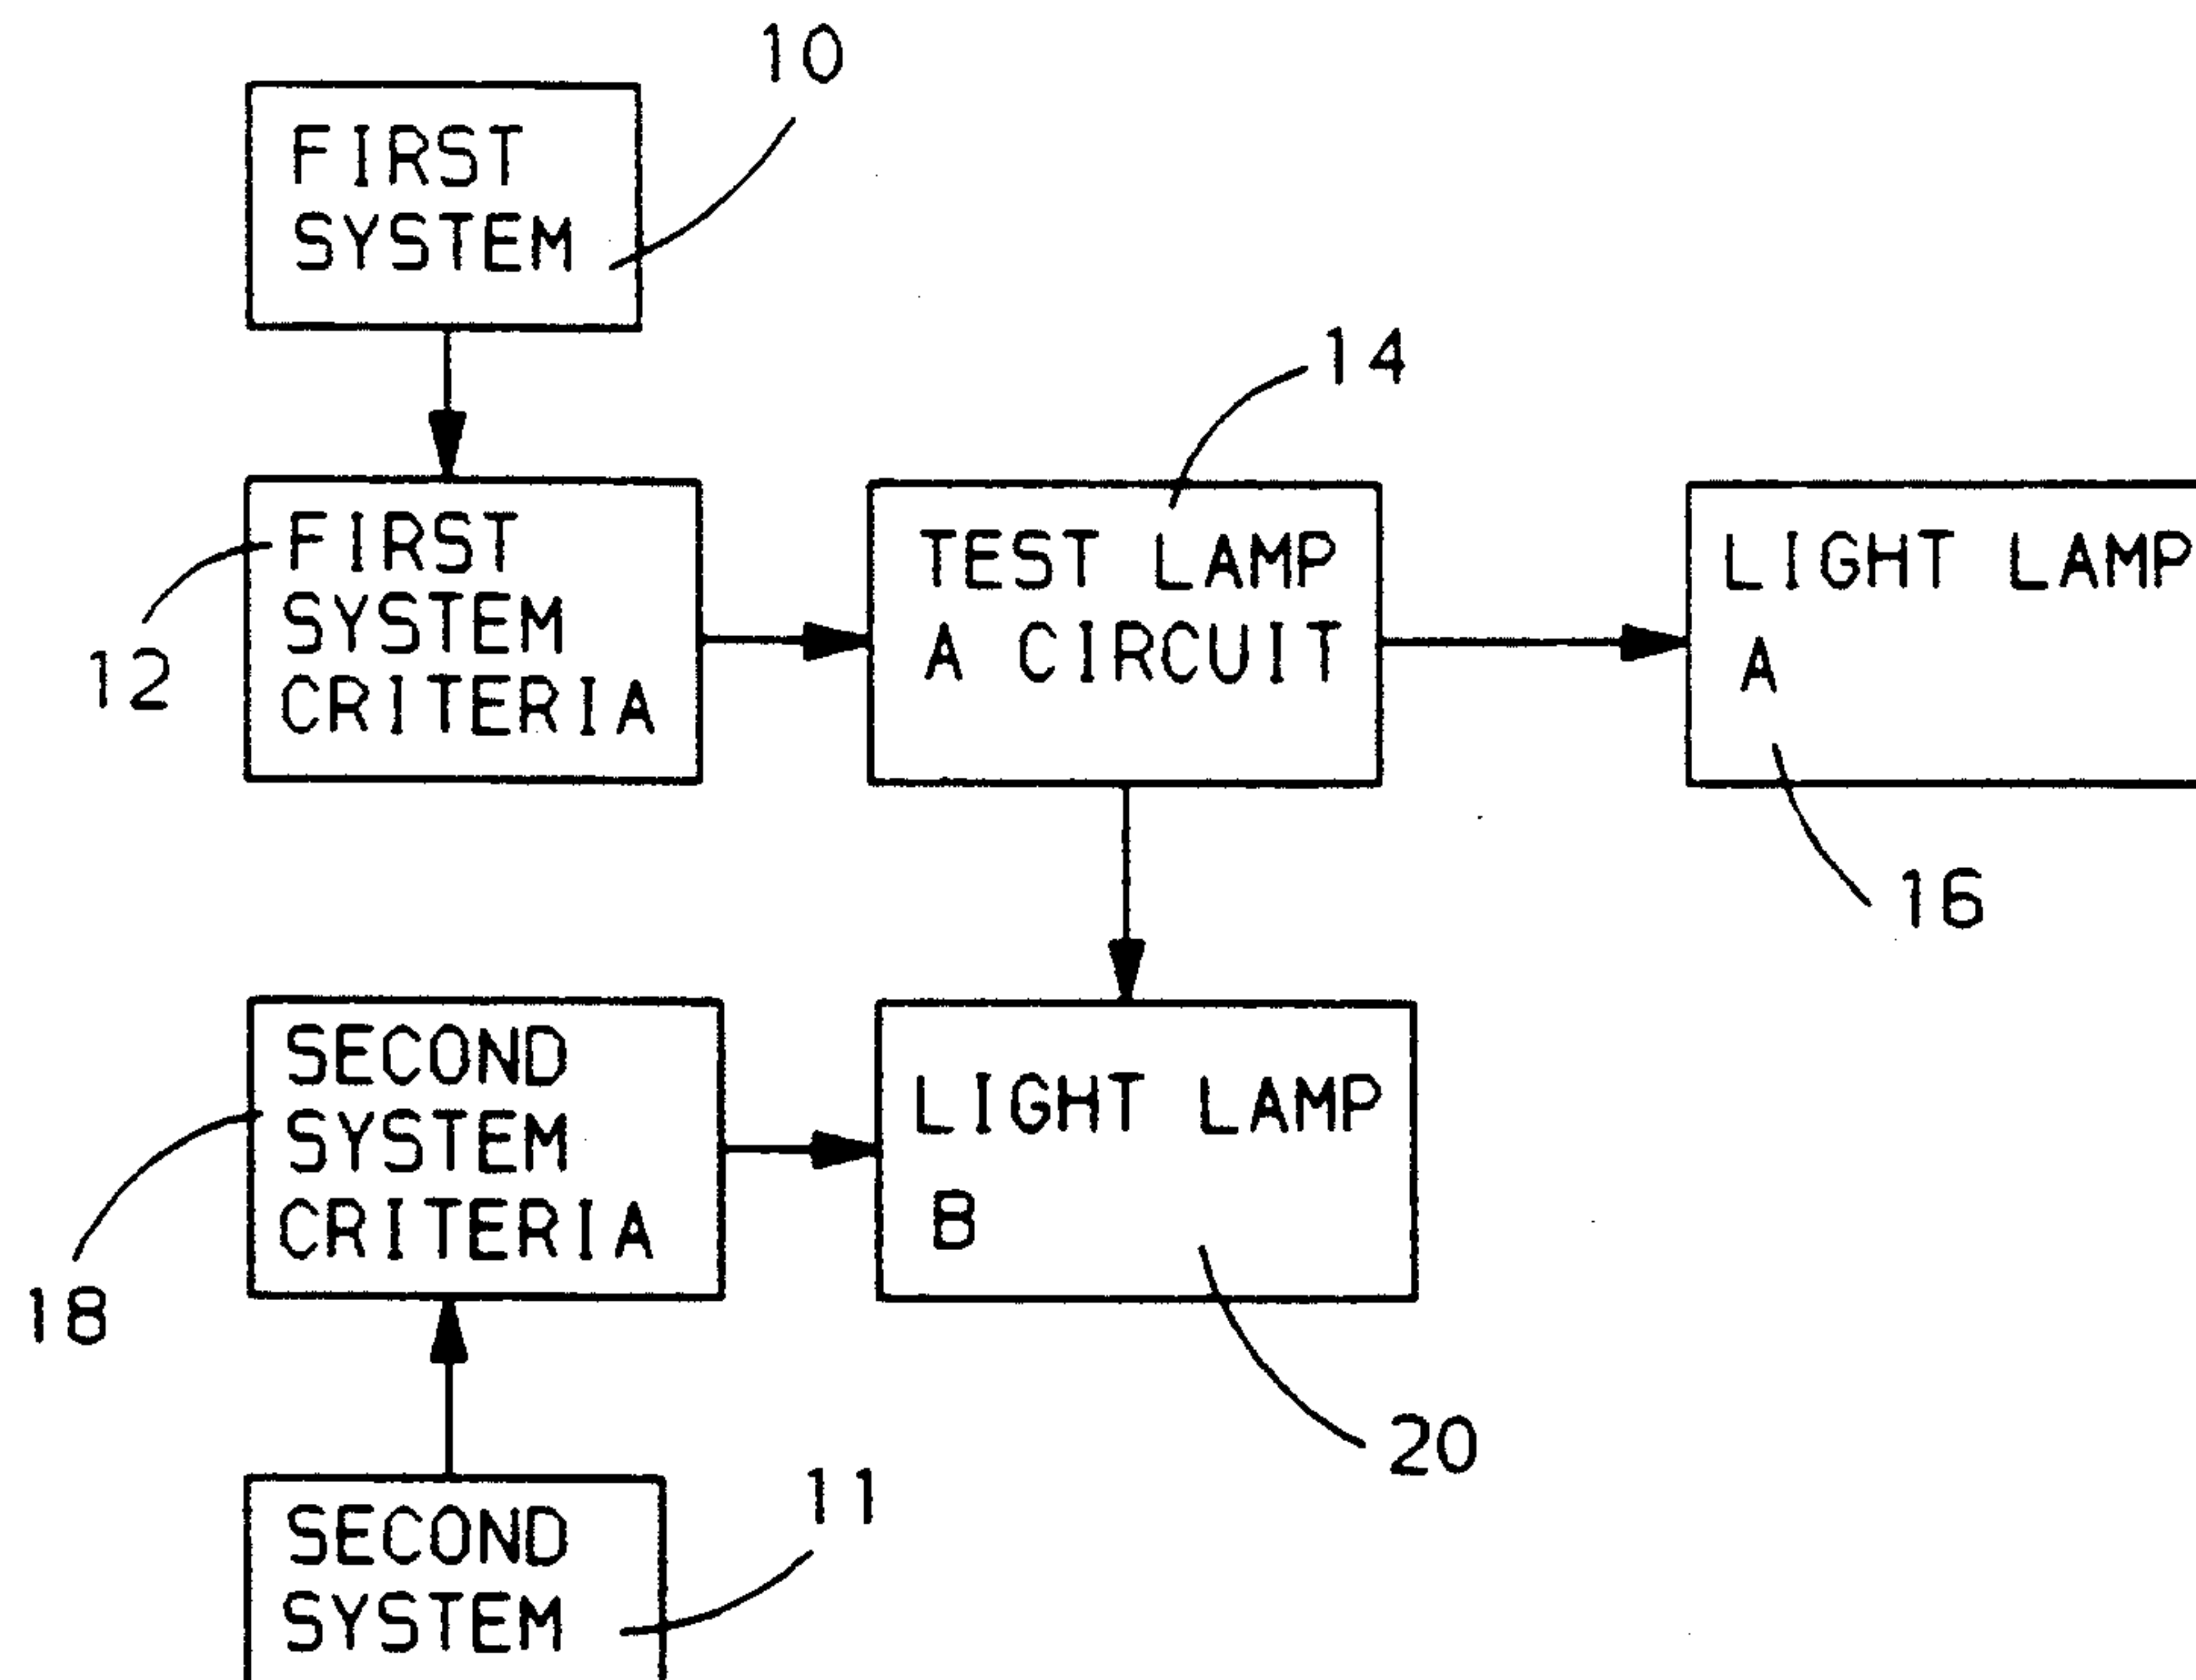 10
FIRST
SYSTEM
14
FIRST
SYSTEM
CRITERIA
12
TEST LAMP
A CIRCUIT
LIGHT LAMP
A
16
SECOND
SYSTEM
CRITERIA
18
LIGHT LAMP
B
20
11
SECOND
SYSTEM